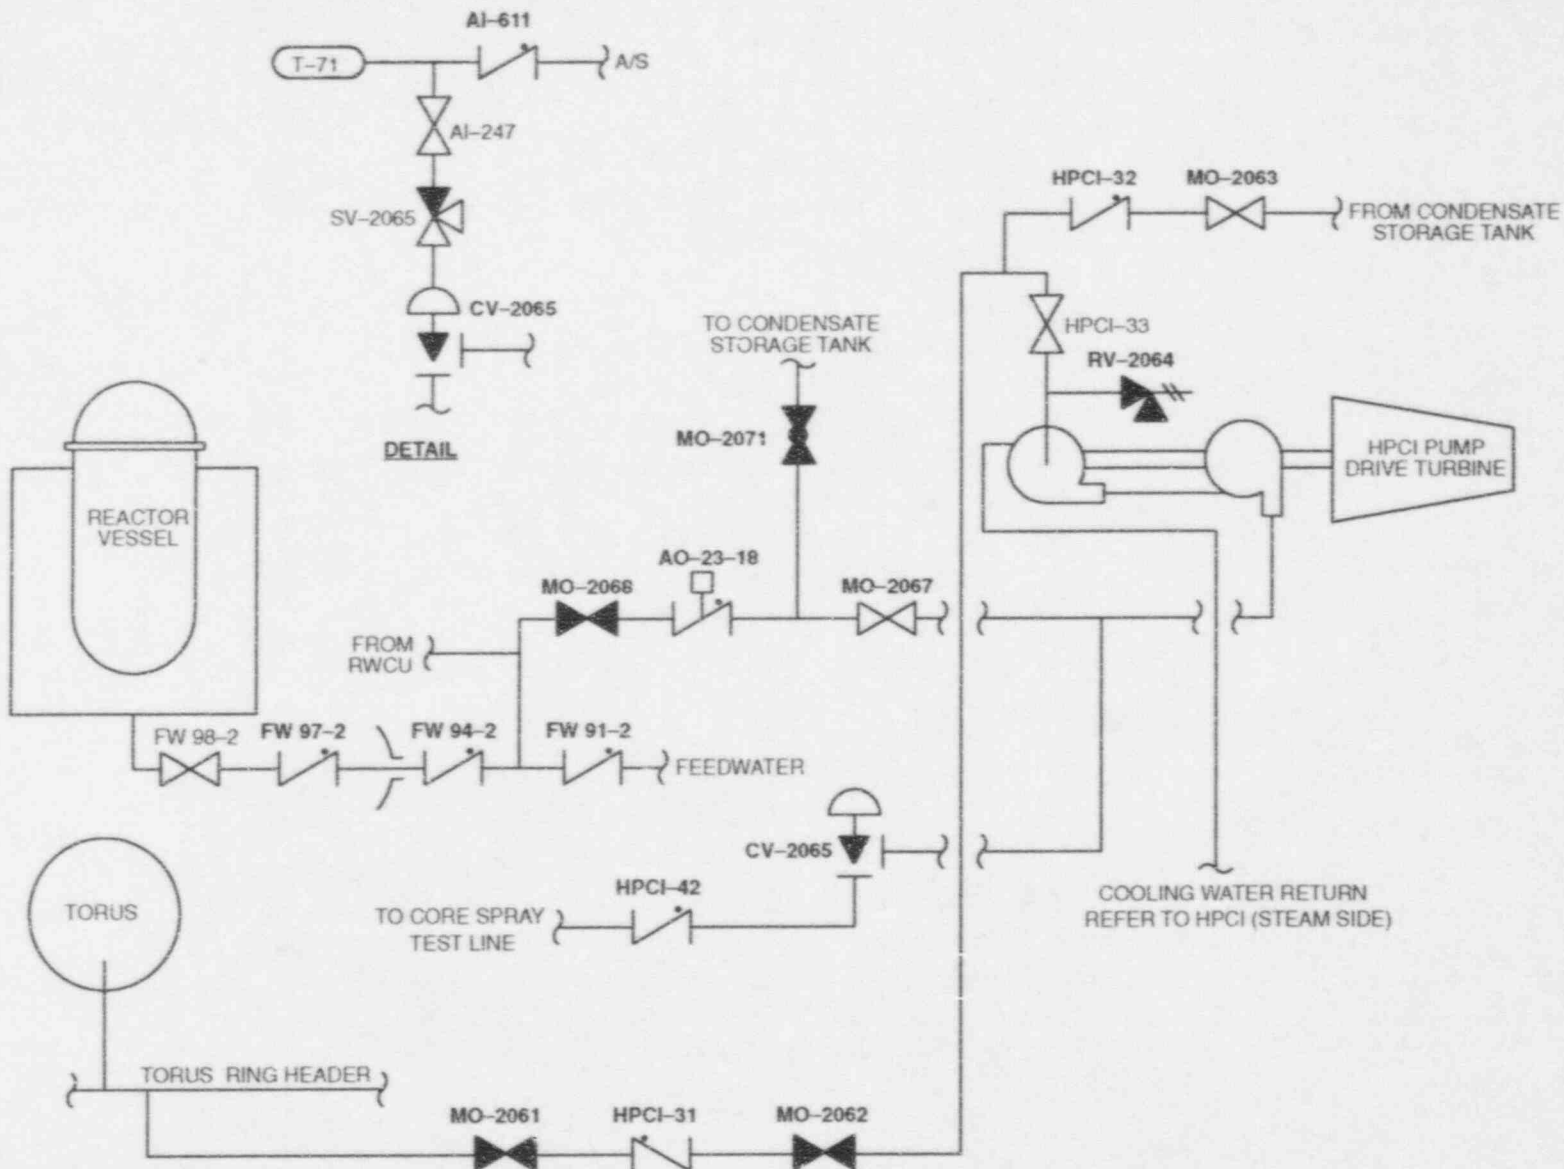 AI-611
T-71
A/S
AI-247
SV-2065
CV-2065
DETAIL
HPCI-32
MO-2063
FROM CONDENSATE
STORAGE TANK
HPCI-33
RV-2064
TO CONDENSATE
STORAGE TANK
MO-2071
HPCI PUMP
DRIVE TURBINE
REACTOR
VESSEL
MO-2068
AO-23-18
MO-2067
FROM
RWCU
FW 98-2
FW 97-2
FW 94-2
FW 91-2
FEEDWATER
CV-2065
HPCI-42
TO CORE SPRAY
TEST LINE
COOLING WATER RETURN
REFER TO HPCI (STEAM SIDE)
TORUS
TORUS RING HEADER
MO-2061
HPCI-31
MO-2062